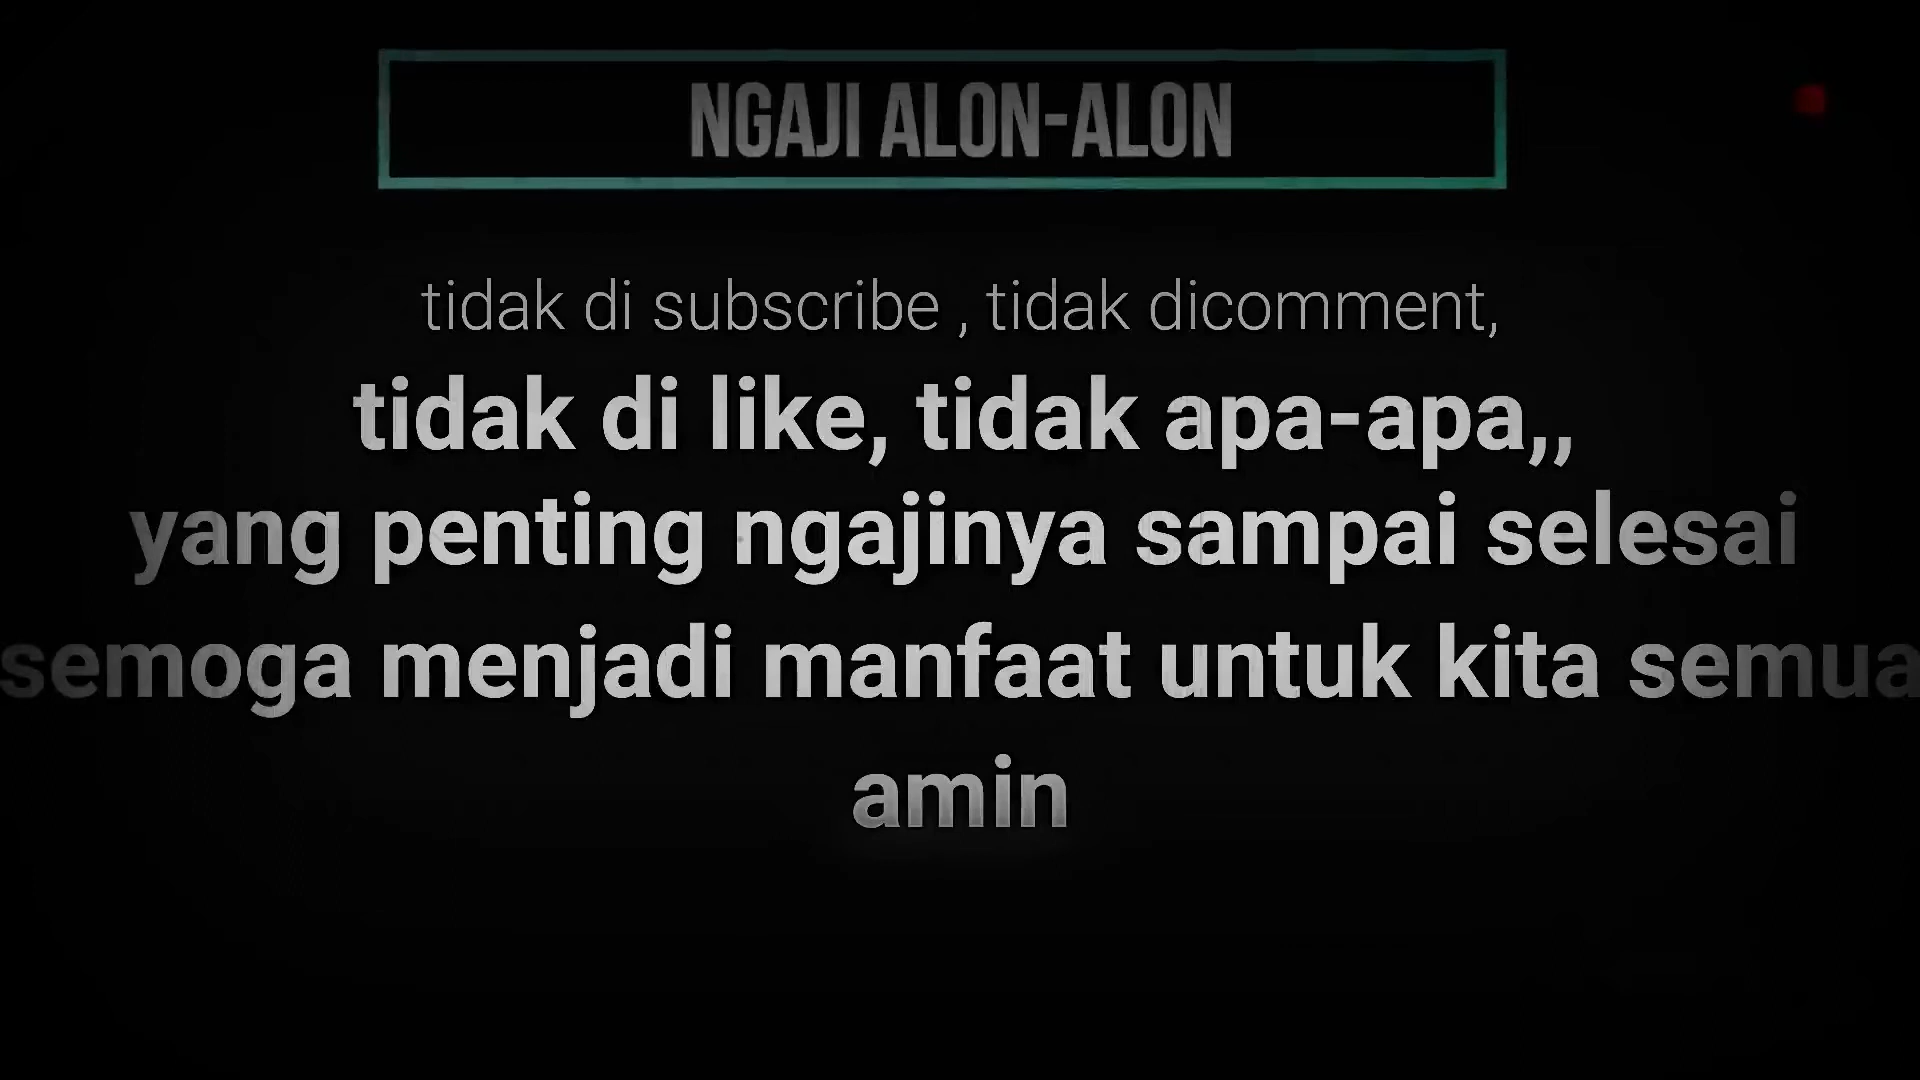 NGAJI ALON-ALON
tidak di subscribe , tidak dicomment,
tidak di like, tidak apa-apa,,
yang penting ngajinya sampai selesai
semoga menjadi manfaat untuk kita semua
amin